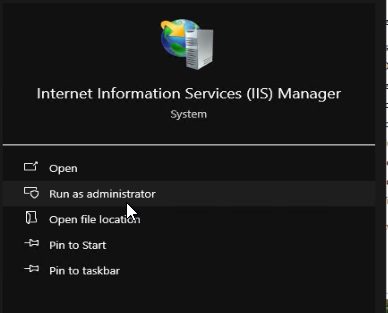 Internet Information Services (IIS) Manager
System
Open
Run as administrator
Open file location
Pin to Start
Pin to taskbar